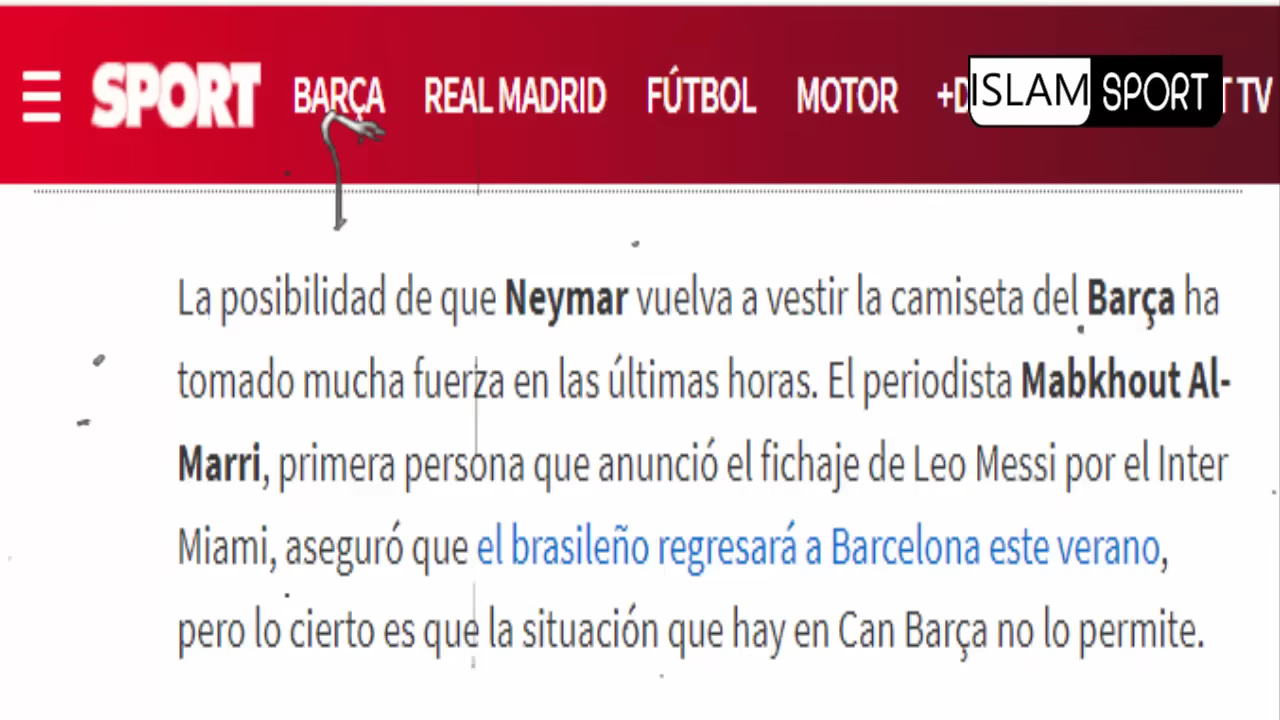 SPORT BARÇA REAL MADRID FÚTBOL MOTOR ISLAM SPORT TV
La posibilidad de que Neymar vuelva a vestir la camiseta del Barça ha
tomado mucha fuerza en las últimas horas. El periodista Mabkhout Al-
Marri, primera persona que anunció el fichaje de Leo Messi por el Inter
Miami, aseguró que el brasileño regresará a Barcelona este verano,
pero lo cierto es que la situación que hay en Can Barça no lo permite.